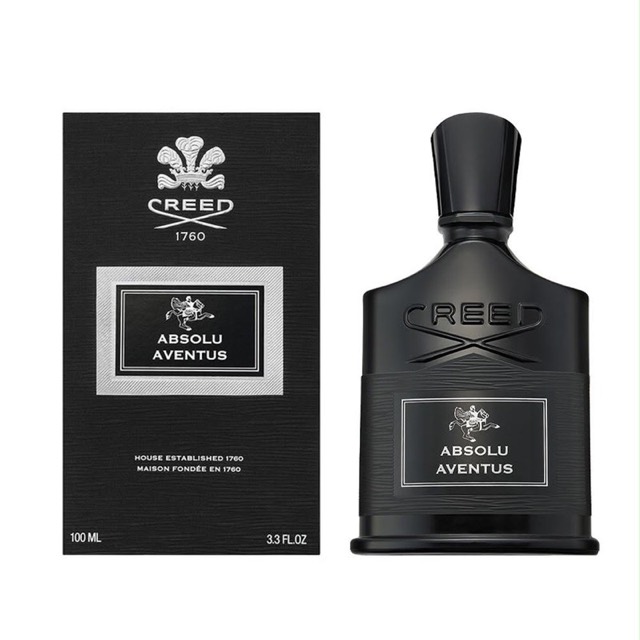 CREED
1760
ABSOLU
AVENTUS
HOUSE ESTABLISHED 1760
MAISON FONDÉE EN 1760
100 ML
3.3 FL.OZ
CREED
ABSOLU
AVENTUS